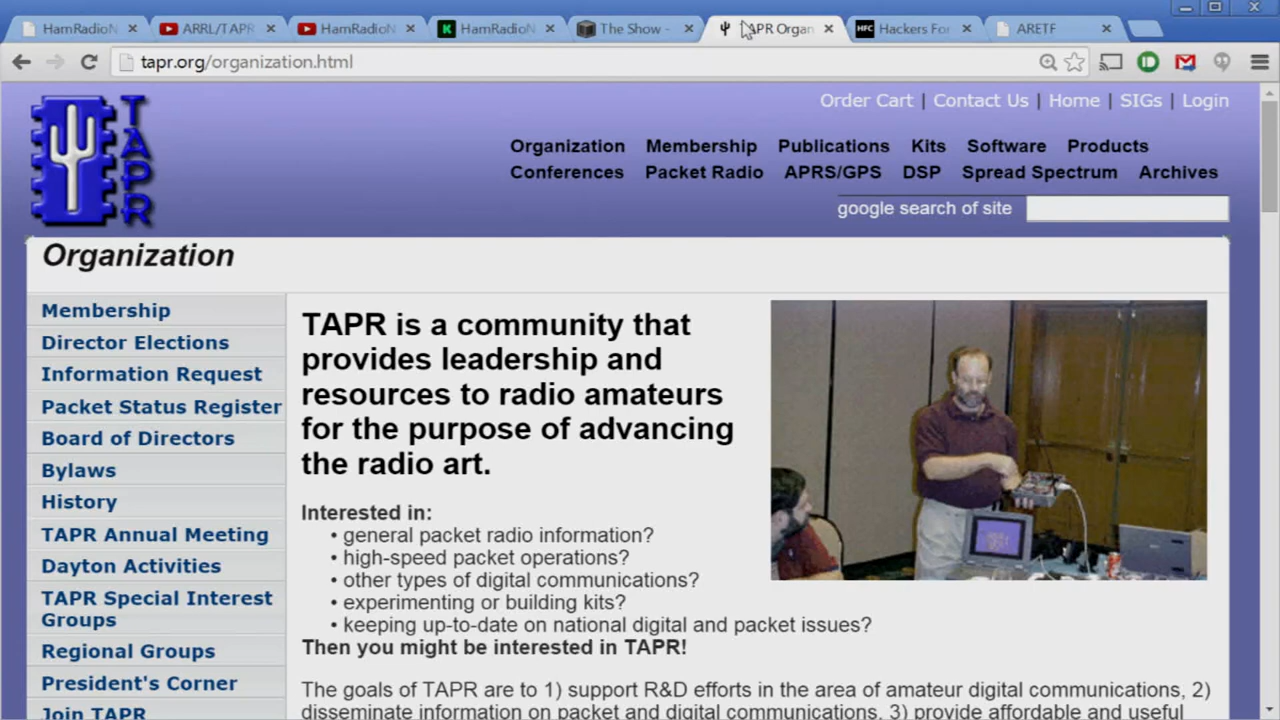 HamRadioN
ARRL/TAPR
HamRadioN
HamRadioN
The Show -
TAPR Organ
HFC
Hackers For
ARETF
tapr.org/organization.html
TAPR
Order Cart | Contact Us | Home | SIGs | Login
Organization Membership Publications Kits Software Products
Conferences Packet Radio APRS/GPS DSP Spread Spectrum Archives
google search of site
Organization
Membership
Director Elections
Information Request
Packet Status Register
Board of Directors
Bylaws
History
TAPR Annual Meeting
Dayton Activities
TAPR Special Interest
Groups
Regional Groups
President's Corner
Join TAPR
TAPR is a community that
provides leadership and
resources to radio amateurs
for the purpose of advancing
the radio art.
Interested in:
• general packet radio information?
• high-speed packet operations?
• other types of digital communications?
• experimenting or building kits?
• keeping up-to-date on national digital and packet issues?
Then you might be interested in TAPR!
The goals of TAPR are to 1) support R&D efforts in the area of amateur digital communications, 2)
disseminate information on packet and digital communications, 3) provide affordable and useful